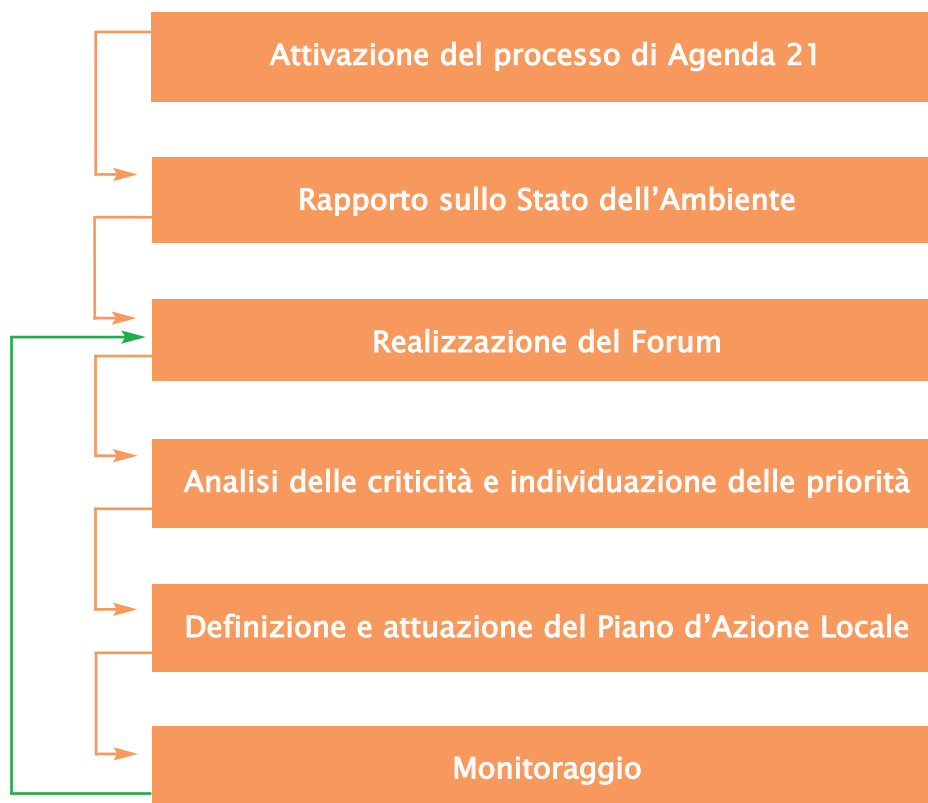 Attivazione del processo di Agenda 21
Rapporto sullo Stato dell’Ambiente
Realizzazione del Forum
Analisi delle criticità e individuazione delle priorità
Definizione e attuazione del Piano d’Azione Locale
Monitoraggio